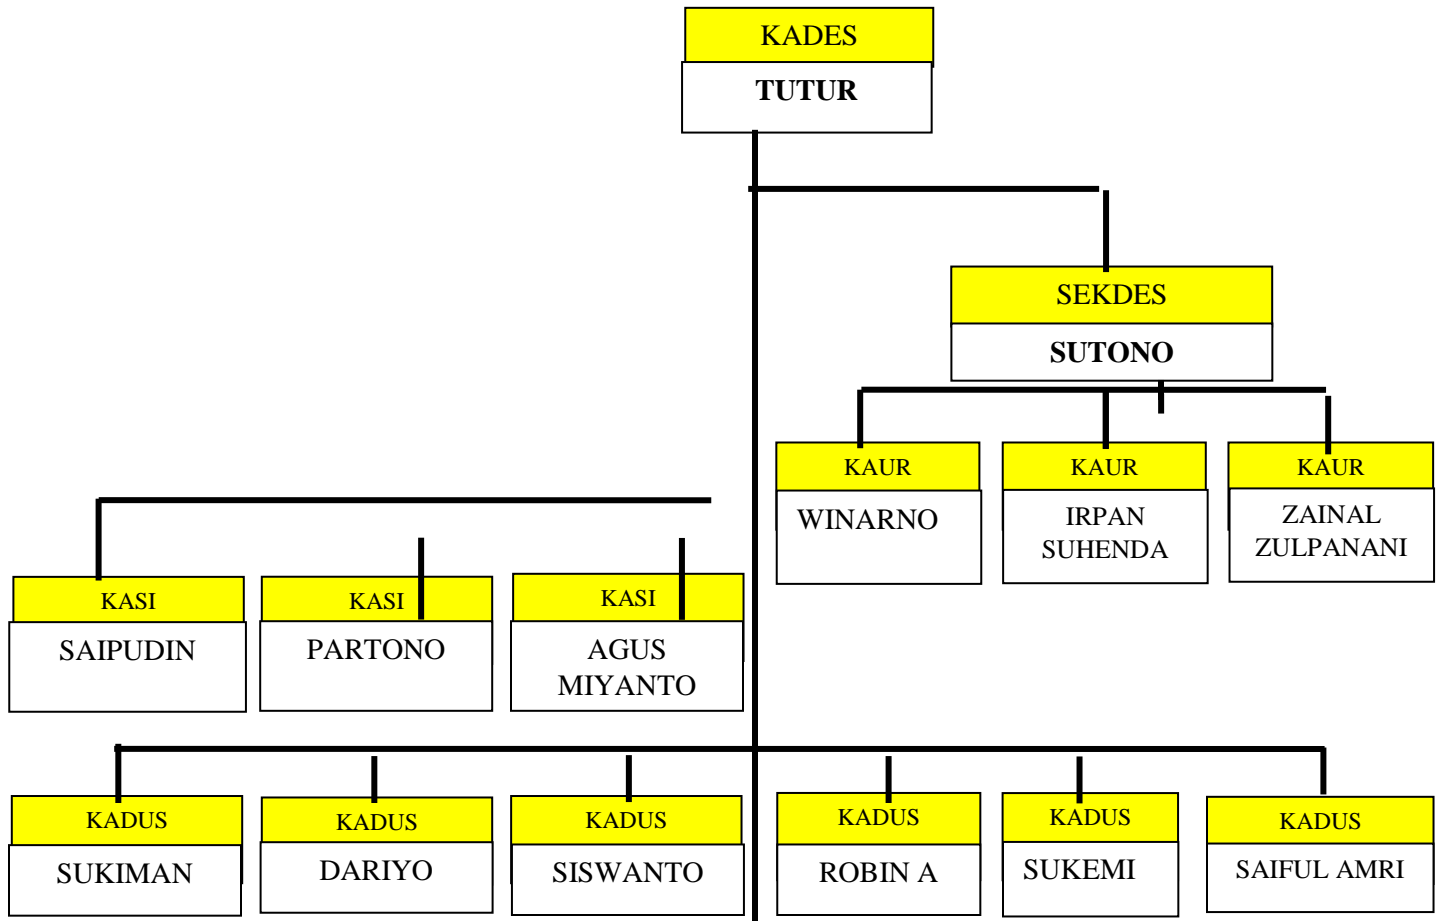 KADES
TUTUR
SEKDES
SUTONO
KAUR
WINARNO
KAUR
IRPAN
SUHENDA
KAUR
ZAINAL
ZULPANANI
KASI
SAIPUDIN
KASI
PARTONO
KASI
AGUS
MIYANTO
KADUS
SUKIMAN
KADUS
DARIYO
KADUS
SISWANTO
KADUS
ROBIN A
KADUS
SUKEMI
KADUS
SAIFUL AMRI